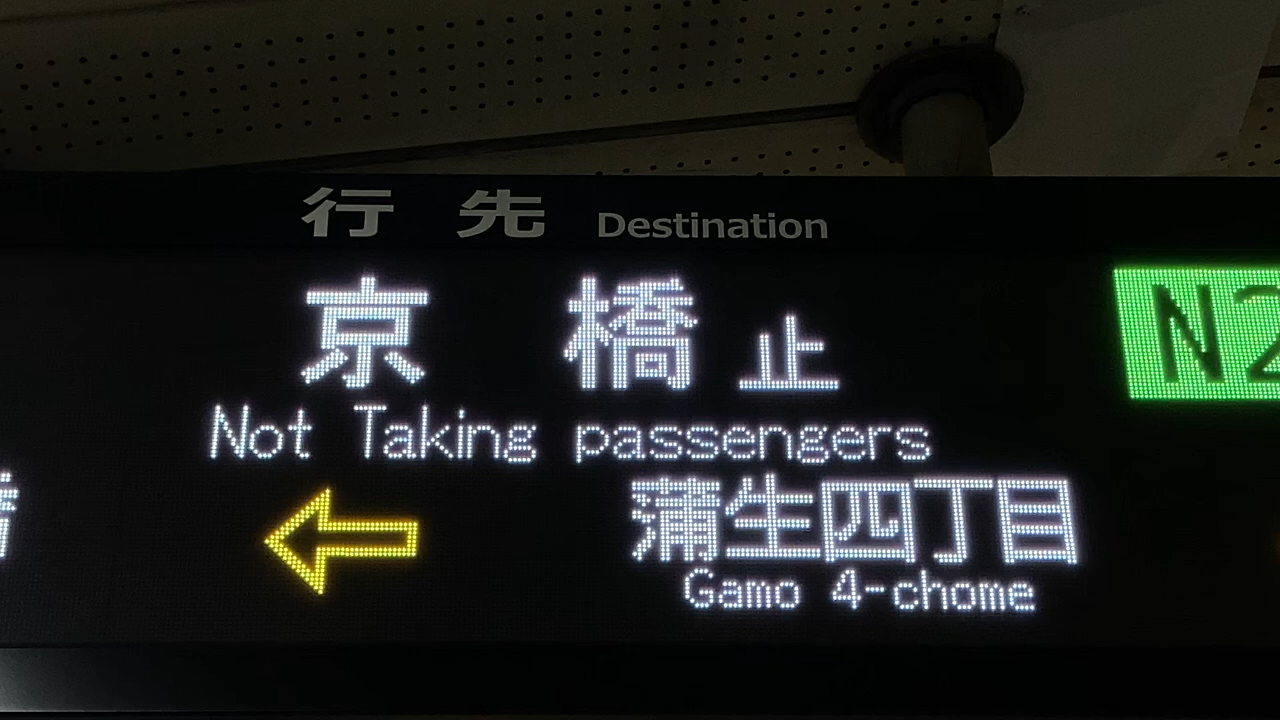 行先 Destination
京橋止
N2
Not Taking passengers
蒲生四丁目
Gamo 4-chome